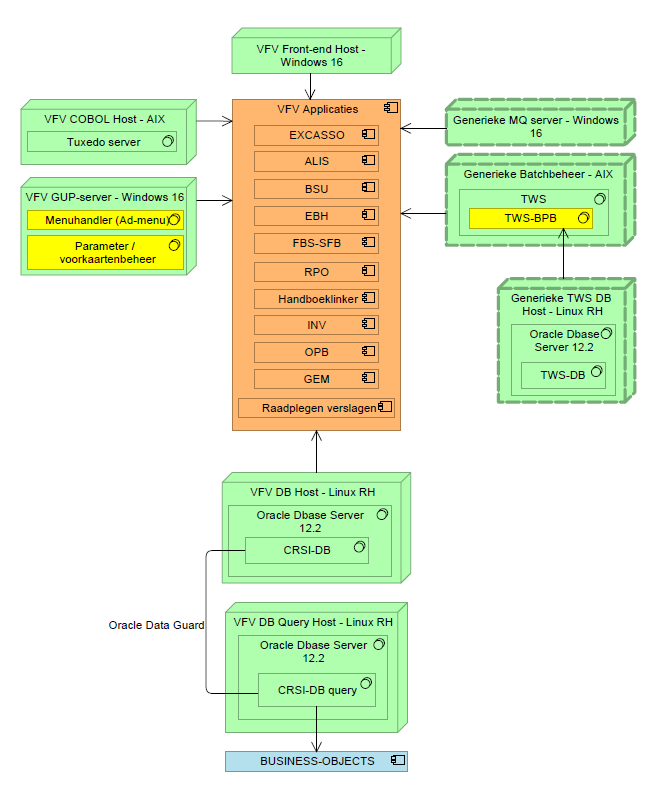 VFV Front-end Host -
Windows 16
VFV COBOL Host - AIX
Tuxedo server
VFV GUP-server - Windows 16
Menuhandler (Ad-menu)
Parameter /
voorkaartenbeheer
VFV Applicaties
EXCASSO
ALIS
BSU
EBH
FBS-SFB
RPO
Handboeklinker
INV
OPB
GEM
Raadplegen verslagen
Generieke MQ server - Windows
16
Generieke Batchbeheer - AIX
TWS
TWS-BPB
Generieke TWS DB
Host - Linux RH
Oracle Dbase
Server 12.2
TWS-DB
VFV DB Host - Linux RH
Oracle Dbase Server
12.2
CRSI-DB
Oracle Data Guard
VFV DB Query Host - Linux RH
Oracle Dbase Server
12.2
CRSI-DB query
BUSINESS-OBJECTS